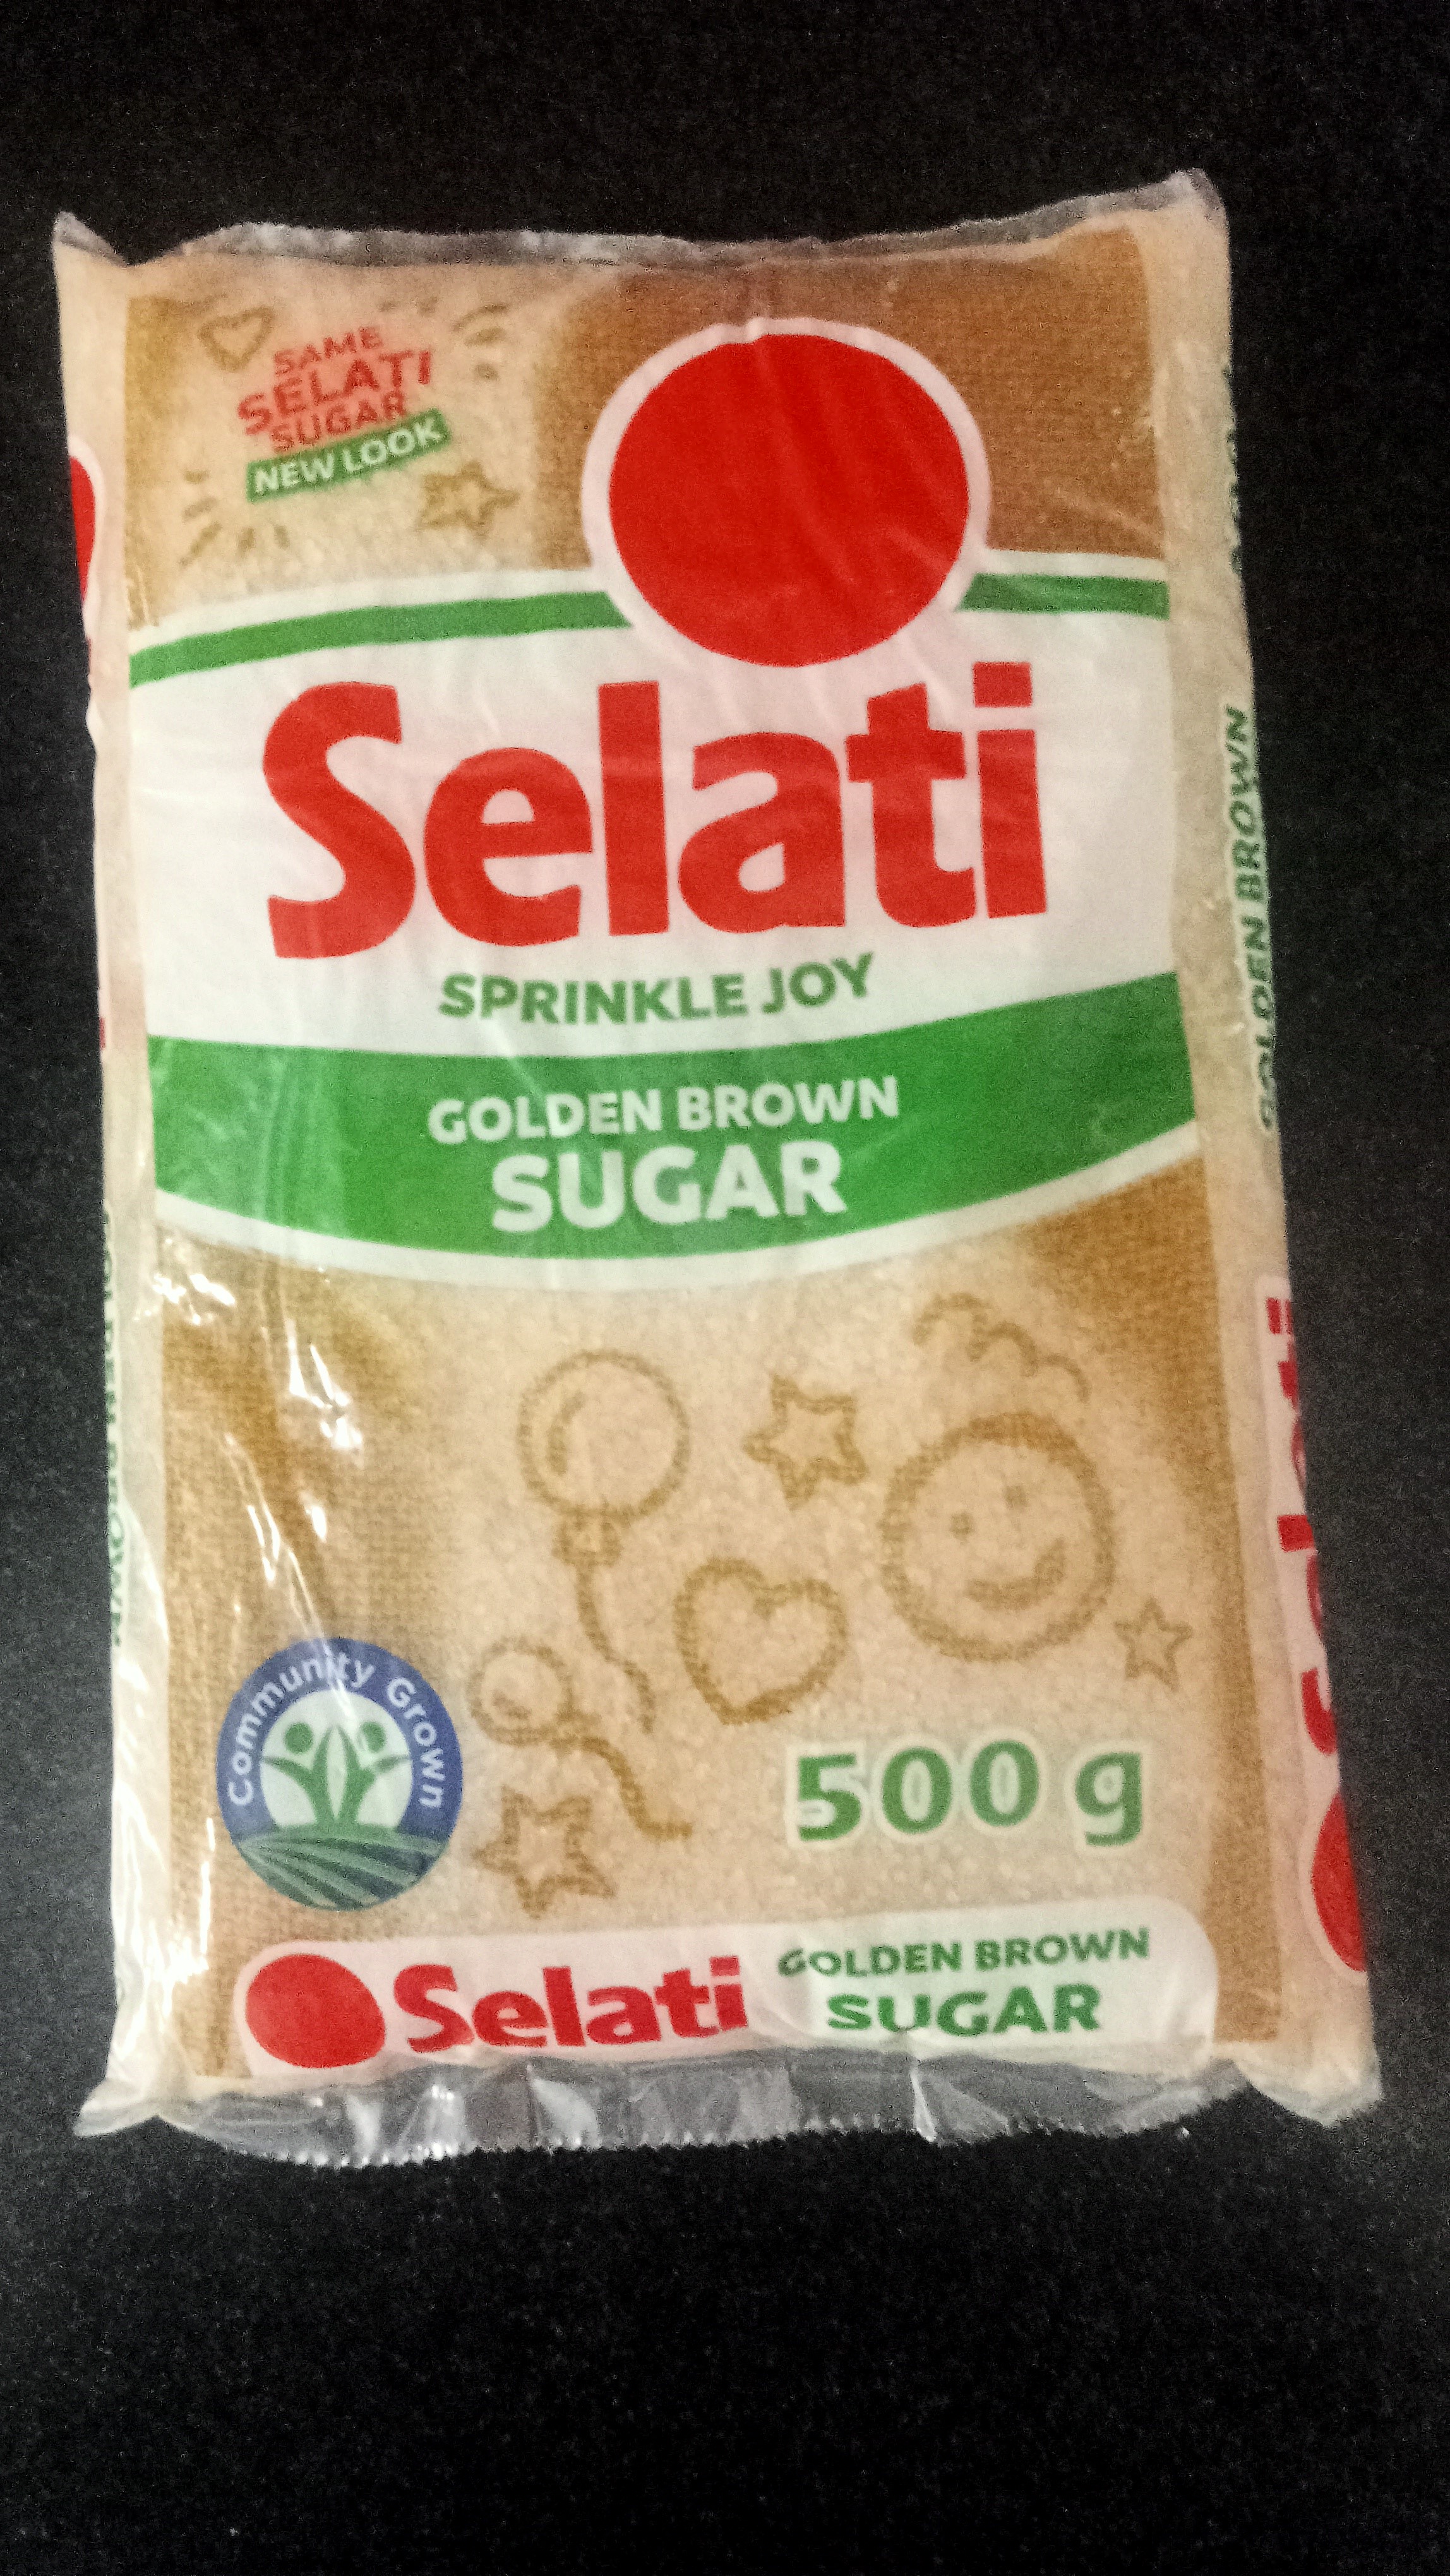 SAME
SELATI
SUGAR
NEW LOOK
Selati
SPRINKLE JOY
GOLDEN BROWN
SUGAR
Community Grown
500 g
Selati
GOLDEN BROWN
SUGAR
GOLDEN BROWN